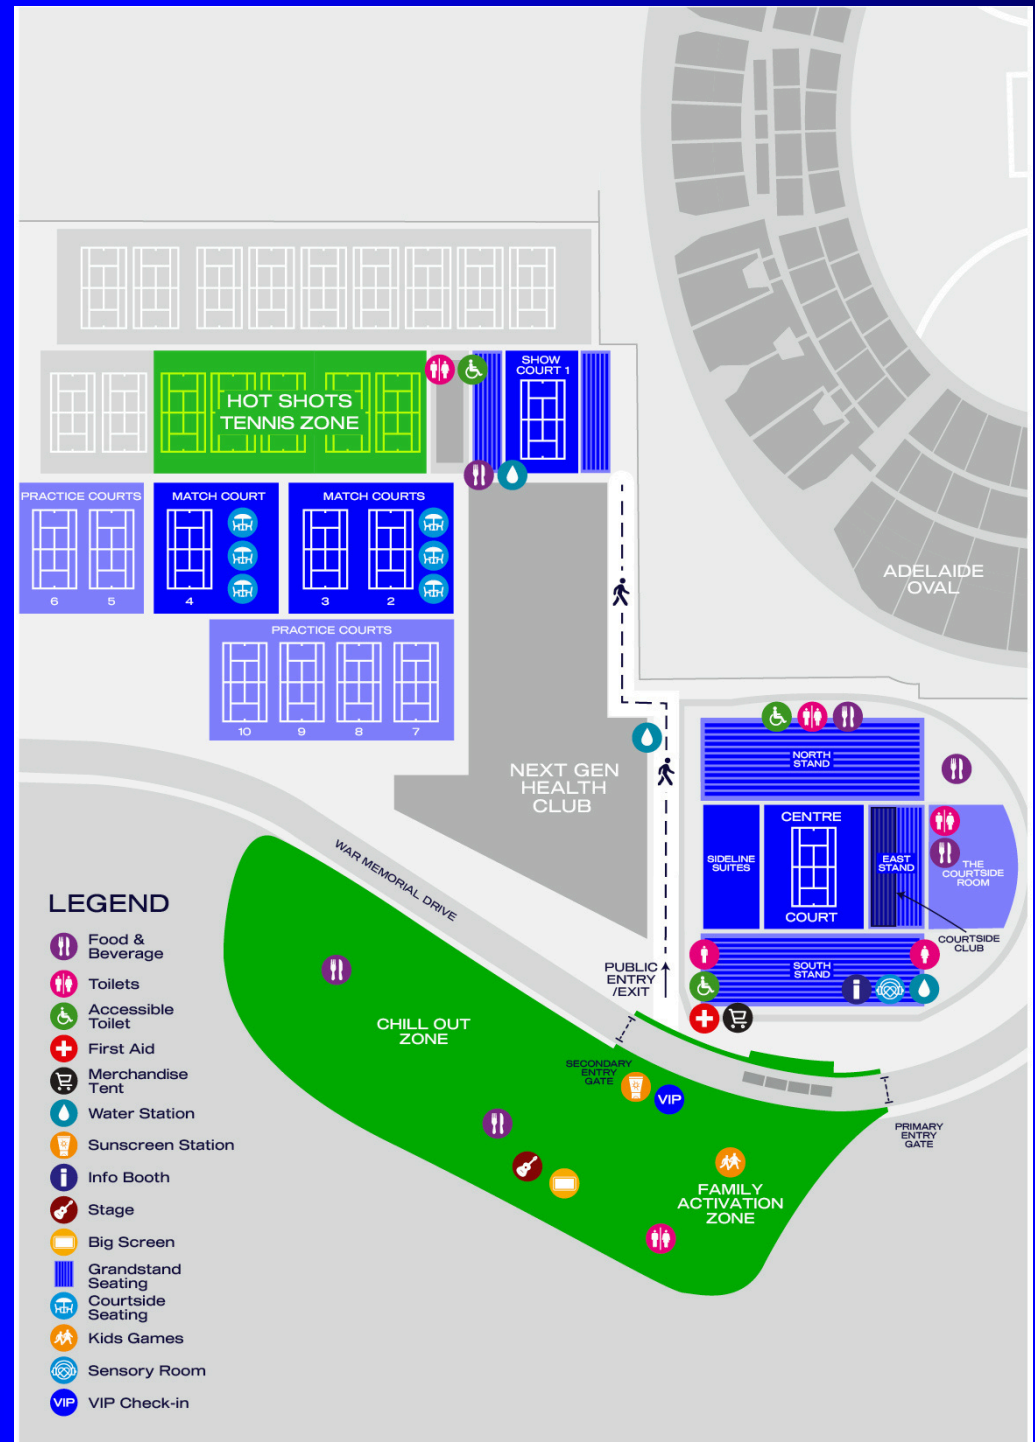 SHOW
COURT 1
HOT SHOTS
TENNIS ZONE
PRACTICE COURTS
6
5
MATCH COURT
4
MATCH COURTS
3
2
PRACTICE COURTS
10
9
8
7
ADELAIDE
OVAL
NEXT GEN
HEALTH
CLUB
NORTH
STAND
SIDELINE
SUITES
CENTRE
COURT
EAST
STAND
THE
COURTSIDE
ROOM
COURTSIDE
CLUB
SOUTH
STAND
WAR MEMORIAL DRIVE
PUBLIC
ENTRY
/EXIT
CHILL OUT
ZONE
SECONDARY
ENTRY
GATE
VIP
PRIMARY
ENTRY
GATE
FAMILY
ACTIVATION
ZONE
LEGEND
Food &
Beverage
Toilets
Accessible
Toilet
First Aid
Merchandise
Tent
Water Station
Sunscreen Station
Info Booth
Stage
Big Screen
Grandstand
Seating
Courtside
Seating
Kids Games
Sensory Room
VIP VIP Check-in